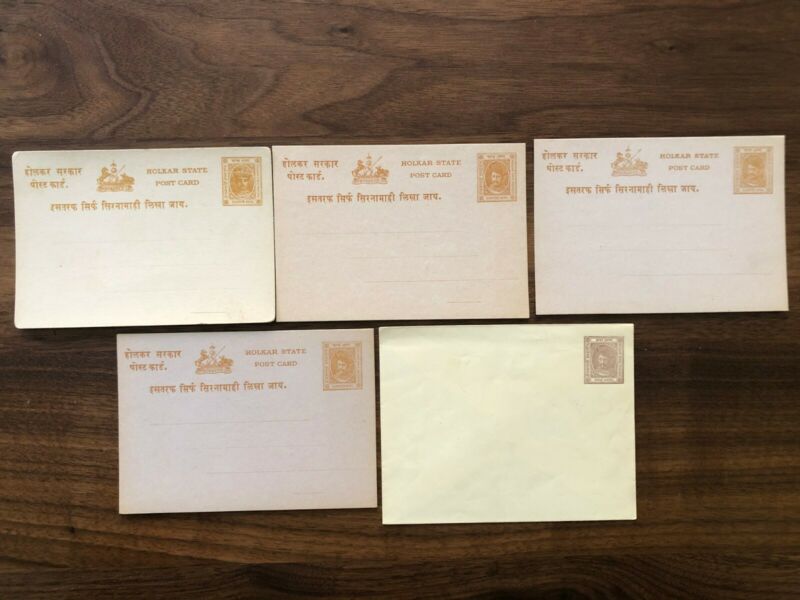 होलकर सरकार
पोस्ट कार्ड.
HOLKAR STATE
POST CARD
इसतरफ सिर्फ सिरनामाही लिखा जाय.
होलकर सरकार
पोस्ट कार्ड.
HOLKAR STATE
POST CARD
इसतरफ सिर्फ सिरनामाही लिखा जाय.
होलकर सरकार
पोस्ट कार्ड.
HOLKAR STATE
POST CARD
इसतरफ सिर्फ सिरनामाही लिखा जाय.
होलकर सरकार
पोस्ट कार्ड.
HOLKAR STATE
POST CARD
इसतरफ सिर्फ सिरनामाही लिखा जाय.